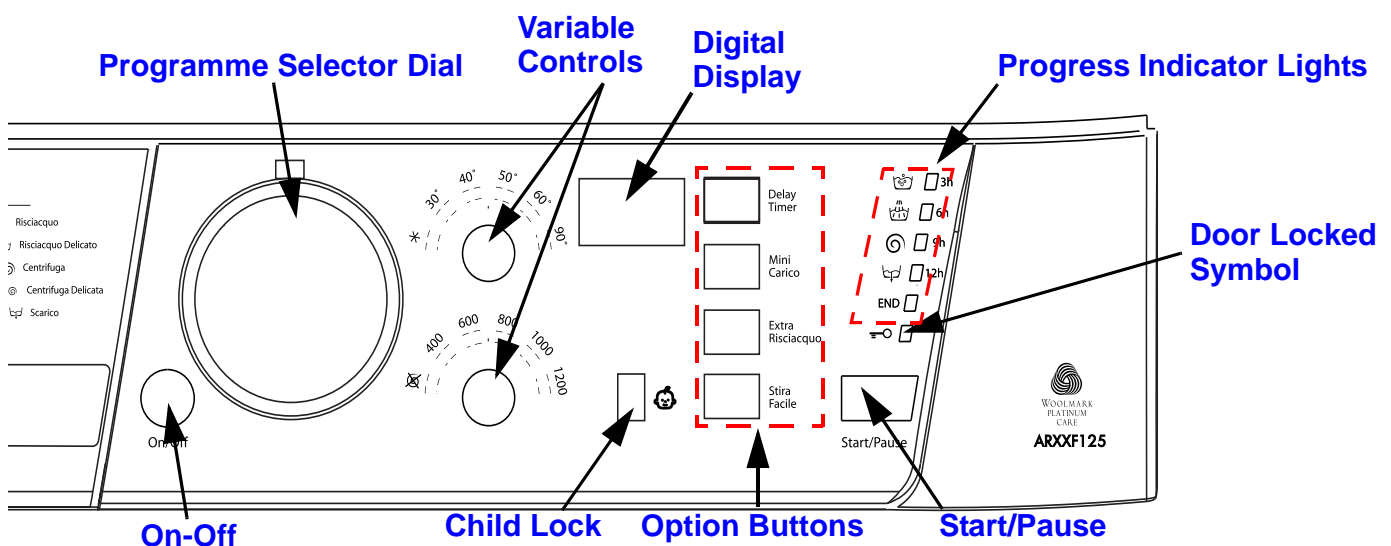 Programme Selector Dial
Variable
Controls
Digital
Display
Progress Indicator Lights
Door Locked
Symbol
Risciacquo
Risciacquo Delicato
Centrifuga
Centrifuga Delicata
Scarico
On/Off
30°
40°
50°
60°
90°
400
600
800
1000
1200
Delay
Timer
Mini
Carico
Extra
Risciacquo
Stira
Facile
3h
6h
9h
12h
END
Start/Pause
WOOLMARK
PLATINUM
CARE
ARXXF125
On-Off
Child Lock
Option Buttons
Start/Pause